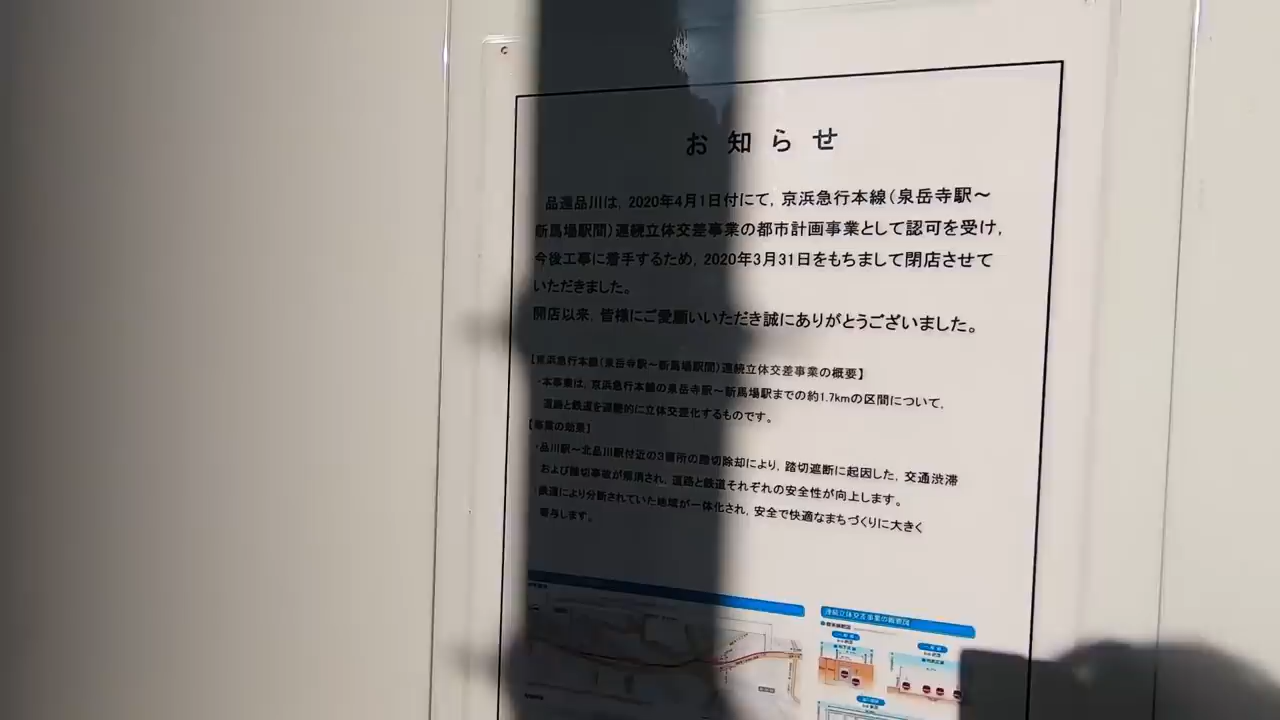 お知らせ
品達品川は，2020年4月1日付にて，京浜急行本線（泉岳寺駅～
新馬場駅間）連続立体交差事業の都市計画事業として認可を受け，
今後工事に着手するため，2020年3月31日をもちまして閉店させて
いただきました。
開店以来，皆様にご愛願いいただき誠にありがとうございました。
【京浜急行本線（泉岳寺駅～新馬場駅間）連続立体交差事業の概要】
・本事業は，京浜急行本線の泉岳寺駅～新馬場駅までの約1.7kmの区間について，
道路と鉄道を連続的に立体交差化するものです。
【事業の効果】
・品川駅～北品川駅付近の3箇所の踏切除却により，踏切遮断に起因した，交通渋滞
および踏切事故が解消され，道路と鉄道それぞれの安全性が向上します。
・鉄道により分断されていた地域が一体化され，安全で快適なまちづくりに大きく
寄与します。
連続立体交差事業の概要図